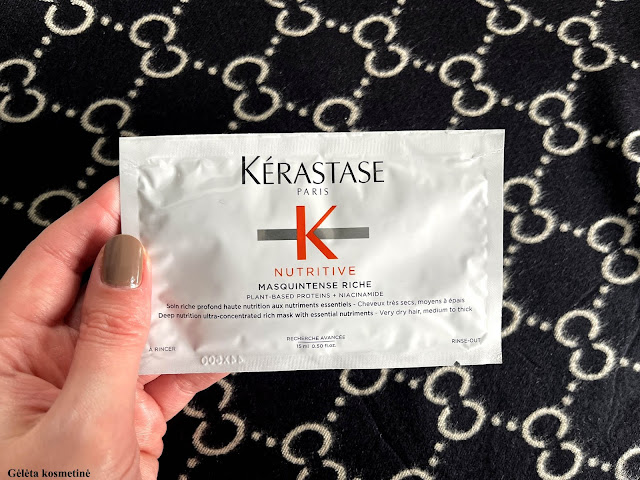 KÉRASTASE
PARIS
K
NUTRITIVE
MASQUINTENSE RICHE
PLANT-BASED PROTEINS + NIACINAMIDE
Soin riche profond haute nutrition aux nutriments essentiels - Cheveux très secs, moyens à épais
Deep nutrition ultra-concentrated rich mask with essential nutriments - Very dry hair, medium to thick
RECHERCHE AVANCÉE
15 ml 0.50 fl.oz.
À RINCER
RINSE-OUT
Gėlėta kosmetinė